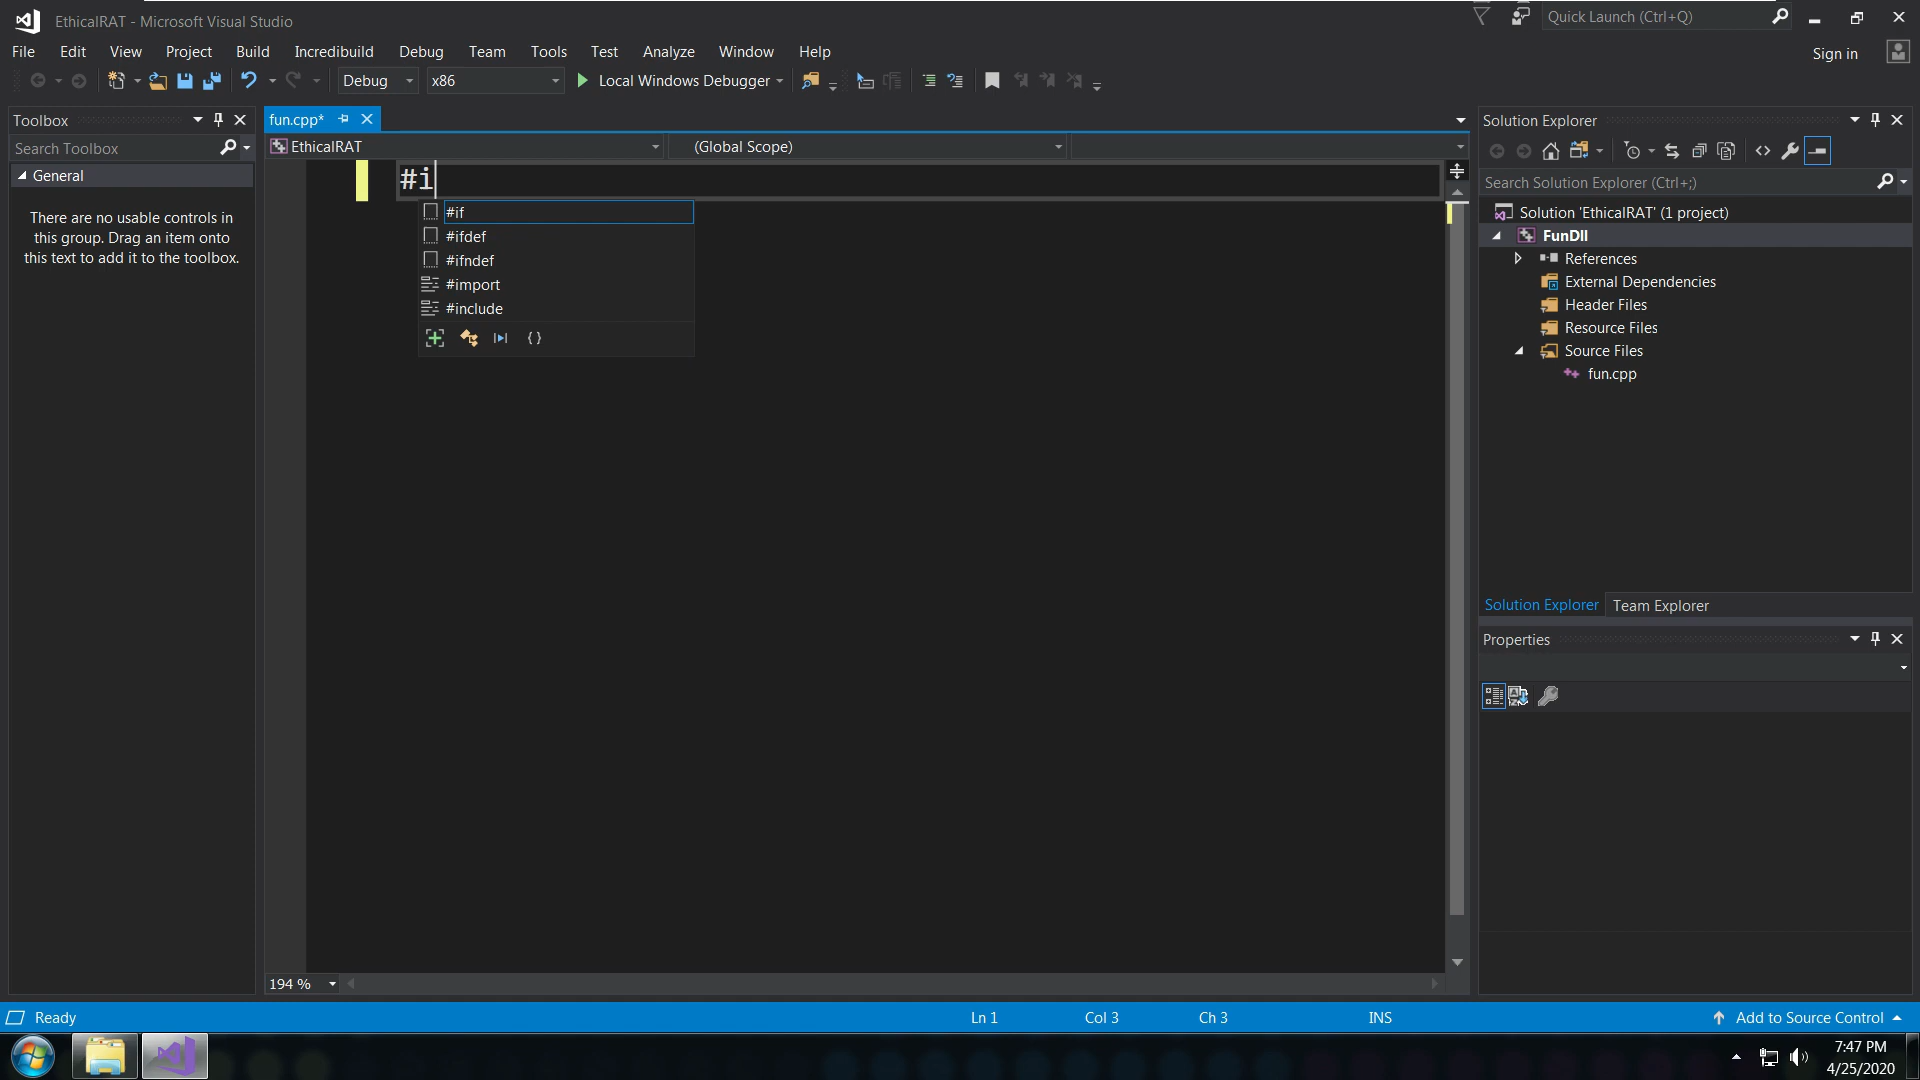 EthicalRAT - Microsoft Visual Studio
Quick Launch (Ctrl+Q)
File Edit View Project Build Incredibuild Debug Team Tools Test Analyze Window Help
Sign in
Debug x86 Local Windows Debugger
Toolbox
Search Toolbox
General
There are no usable controls in
this group. Drag an item onto
this text to add it to the toolbox.
fun.cpp*
EthicalRAT (Global Scope)
#i
#if
#ifdef
#ifndef
#import
#include
194 %
Solution Explorer
Search Solution Explorer (Ctrl+;)
Solution 'EthicalRAT' (1 project)
FunDll
References
External Dependencies
Header Files
Resource Files
Source Files
fun.cpp
Solution Explorer Team Explorer
Properties
Ready Ln 1 Col 3 Ch 3 INS Add to Source Control
7:47 PM
4/25/2020